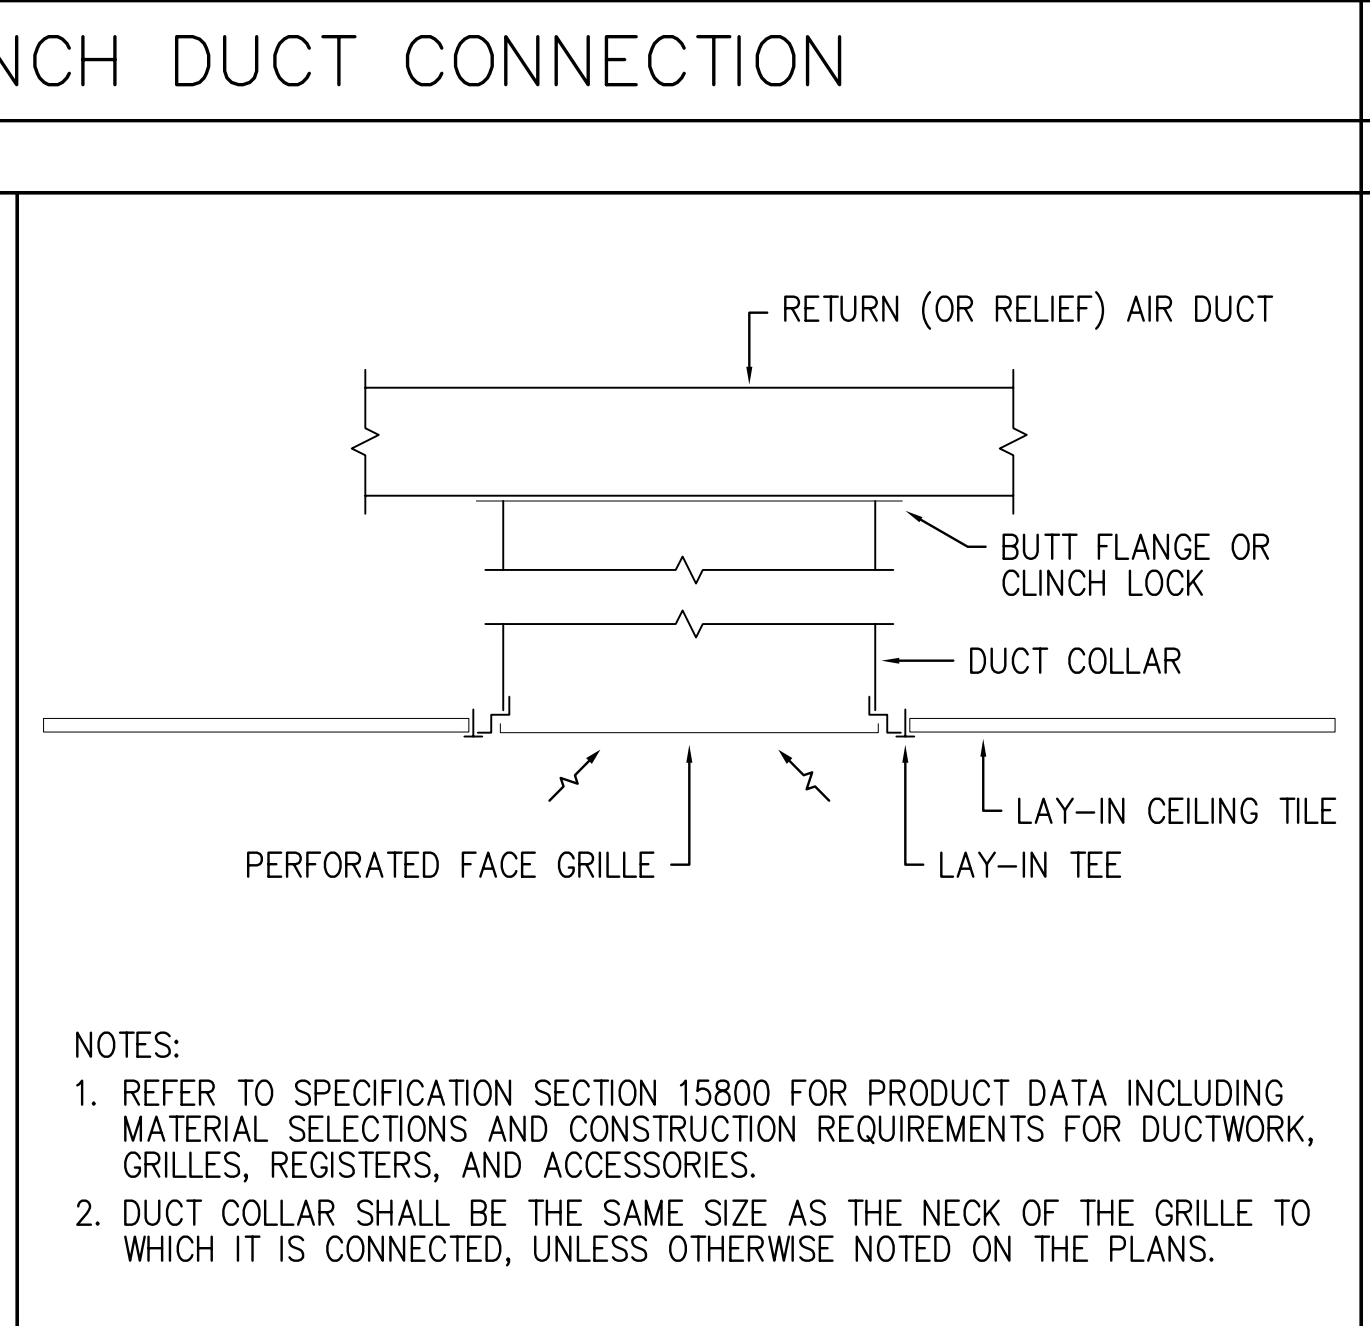 DUCT CONNECTION
RETURN (OR RELIEF) AIR DUCT
BUTT FLANGE OR
CLINCH LOCK
DUCT COLLAR
LAY-IN CEILING TILE
PERFORATED FACE GRILLE
LAY-IN TEE
NOTES:
1. REFER TO SPECIFICATION SECTION 15800 FOR PRODUCT DATA INCLUDING
MATERIAL SELECTIONS AND CONSTRUCTION REQUIREMENTS FOR DUCTWORK,
GRILLES, REGISTERS, AND ACCESSORIES.
2. DUCT COLLAR SHALL BE THE SAME SIZE AS THE NECK OF THE GRILLE TO
WHICH IT IS CONNECTED, UNLESS OTHERWISE NOTED ON THE PLANS.